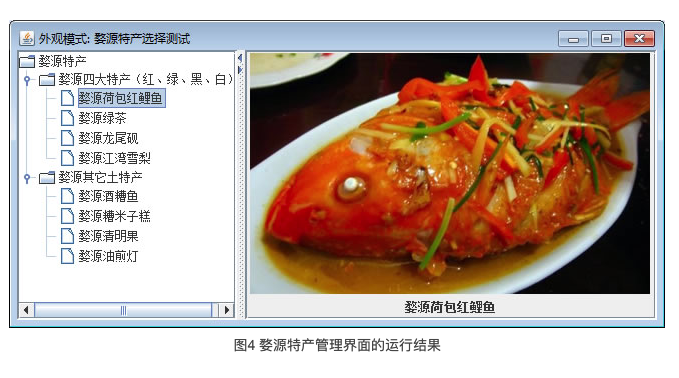 外观模式: 婺源特产选择测试
婺源特产
婺源四大特产（红、绿、黑、白）
婺源荷包红鲤鱼
婺源绿茶
婺源龙尾砚
婺源江湾雪梨
婺源其它土特产
婺源酒糟鱼
婺源糟米子糕
婺源清明果
婺源油煎灯
婺源荷包红鲤鱼
图4 婺源特产管理界面的运行结果